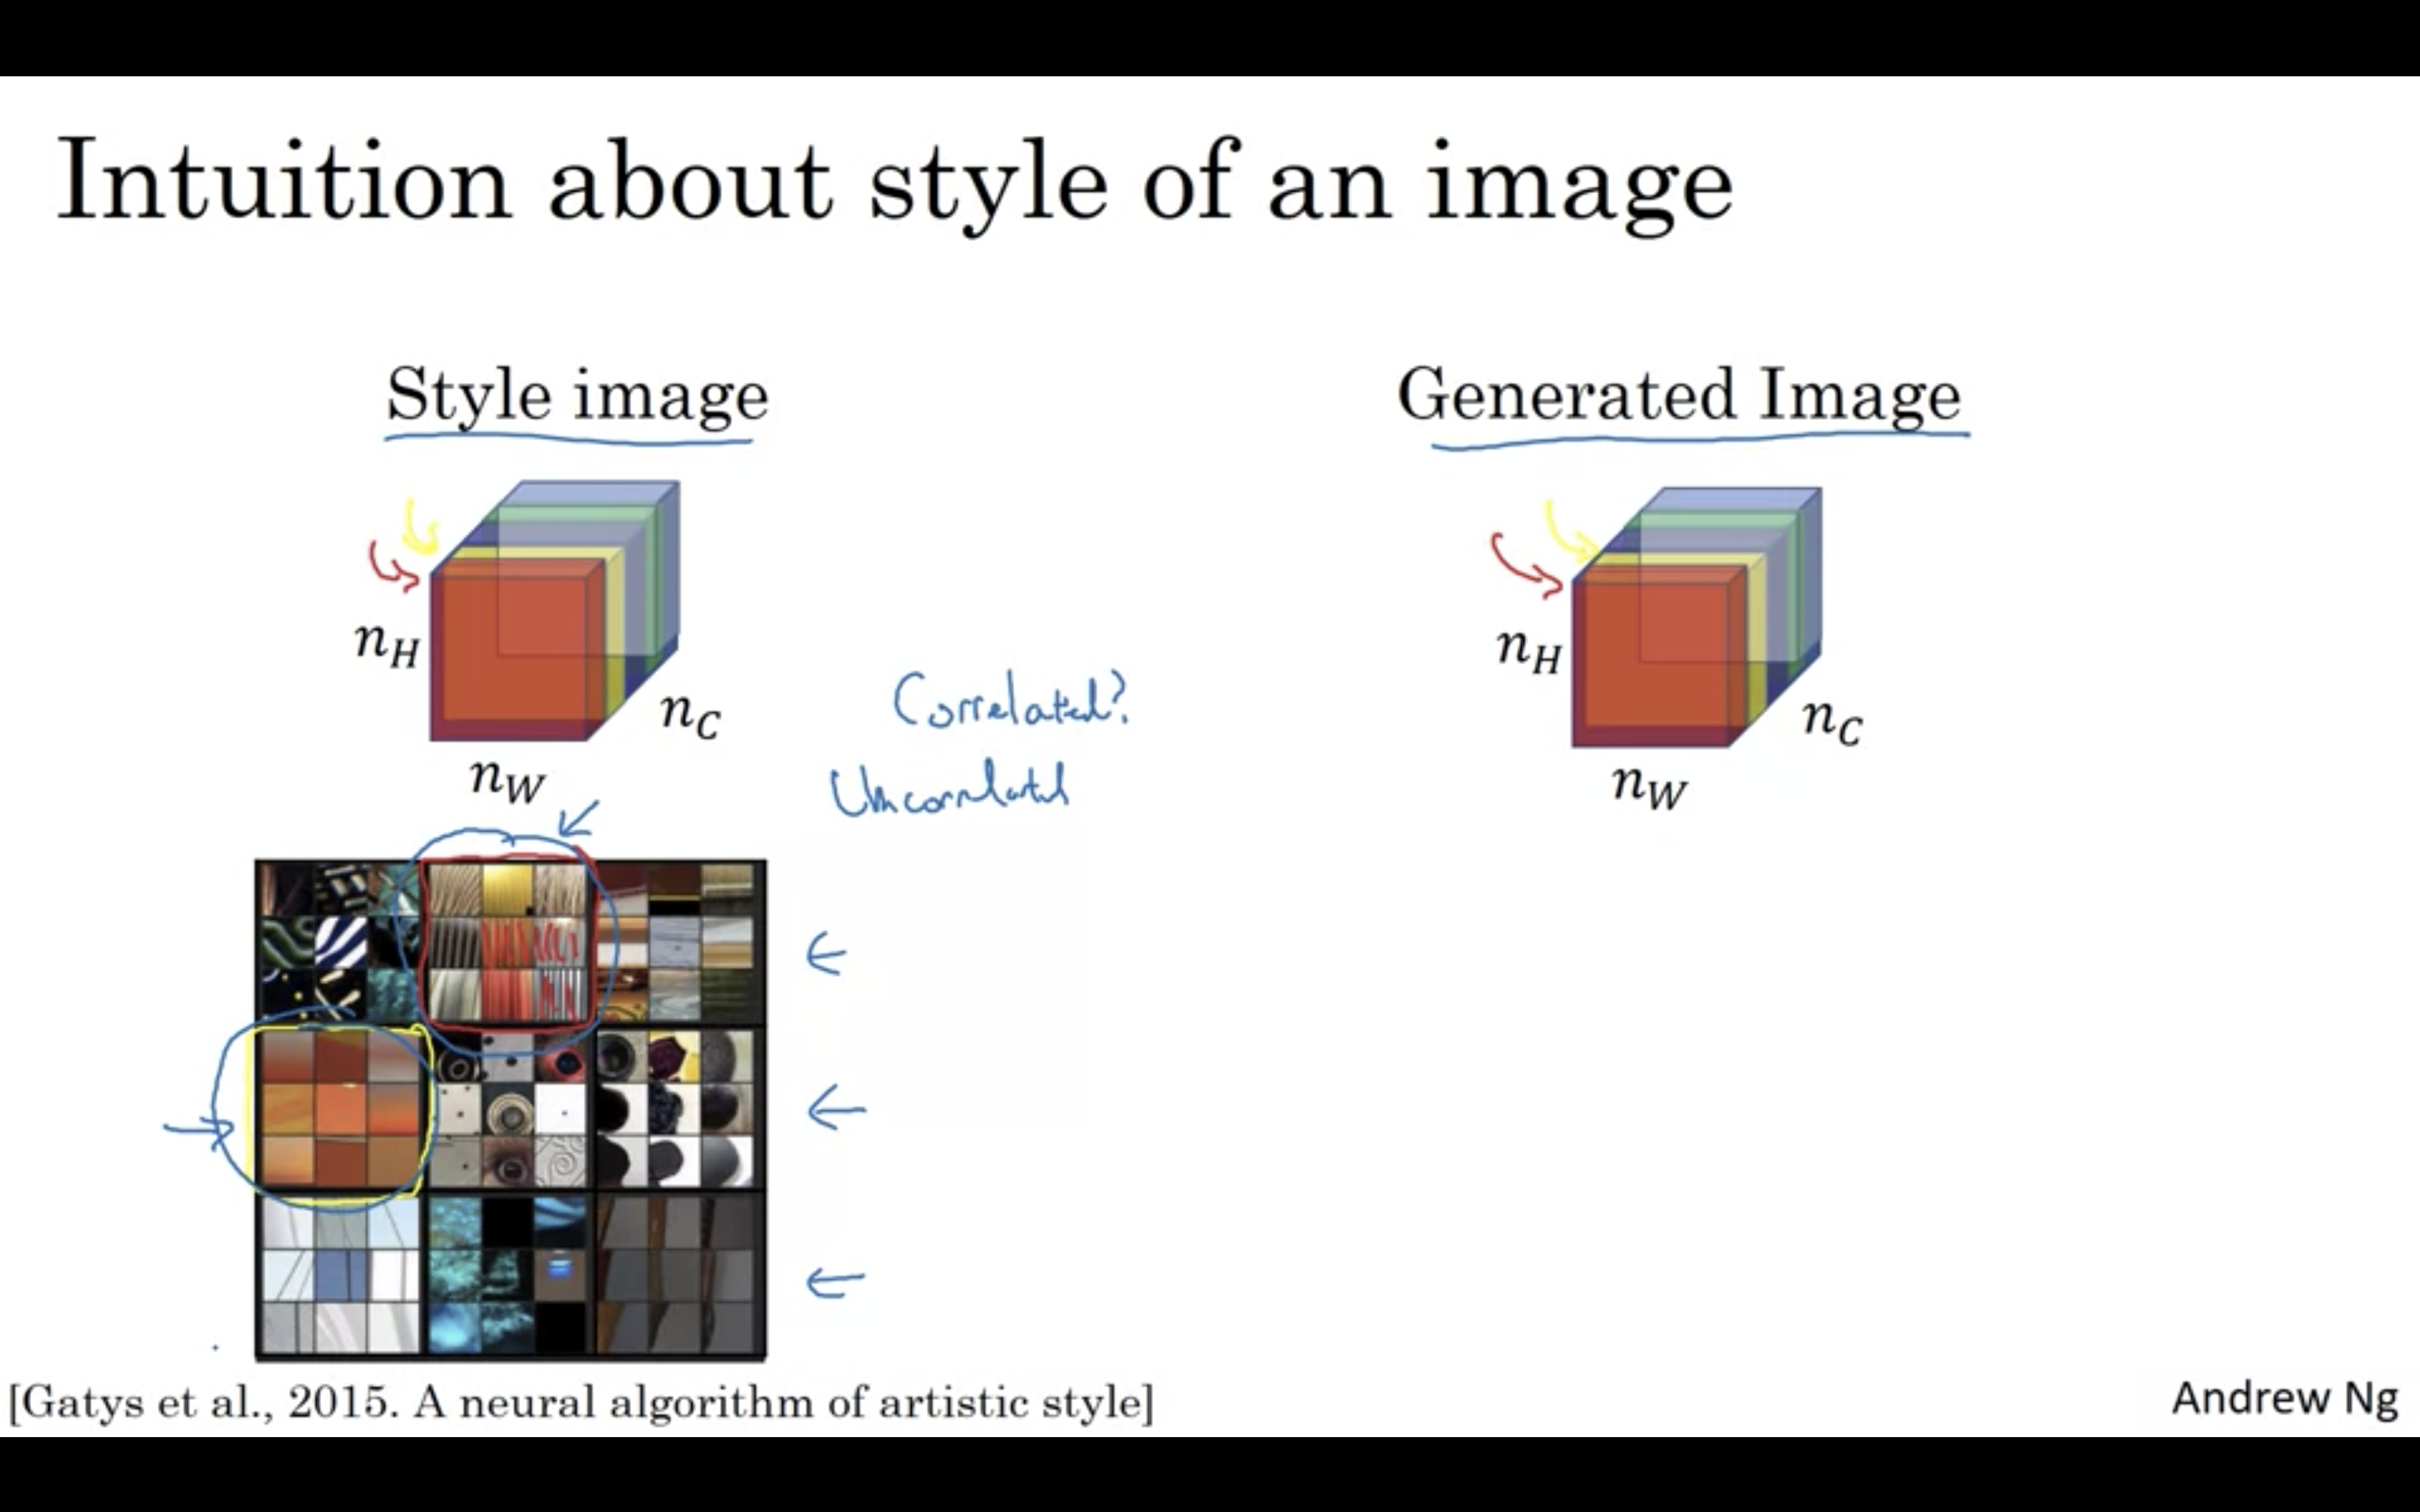 Intuition about style of an image
Style image
Generated Image
n_H
n_C
n_W
n_H
n_C
n_W
Correlated?
Uncorrelated
[Gatys et al., 2015. A neural algorithm of artistic style]
Andrew Ng